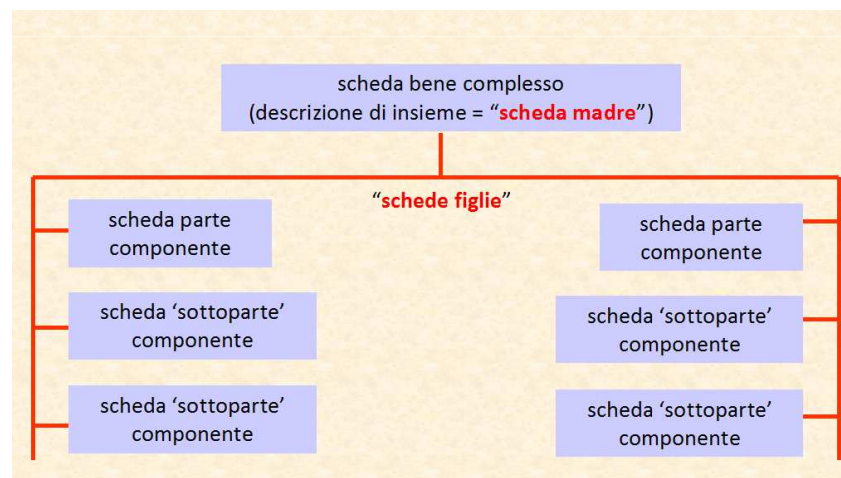 scheda bene complesso
(descrizione di insieme = “scheda madre”)
“schede figlie”
scheda parte
componente
scheda ‘sottoparte’
componente
scheda ‘sottoparte’
componente
scheda parte
componente
scheda ‘sottoparte’
componente
scheda ‘sottoparte’
componente